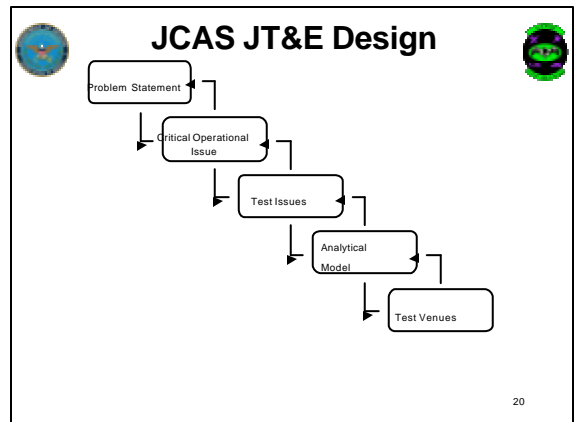 JCAS JT&E Design
Problem Statement
Critical Operational
Issue
Test Issues
Analytical
Model
Test Venues
20